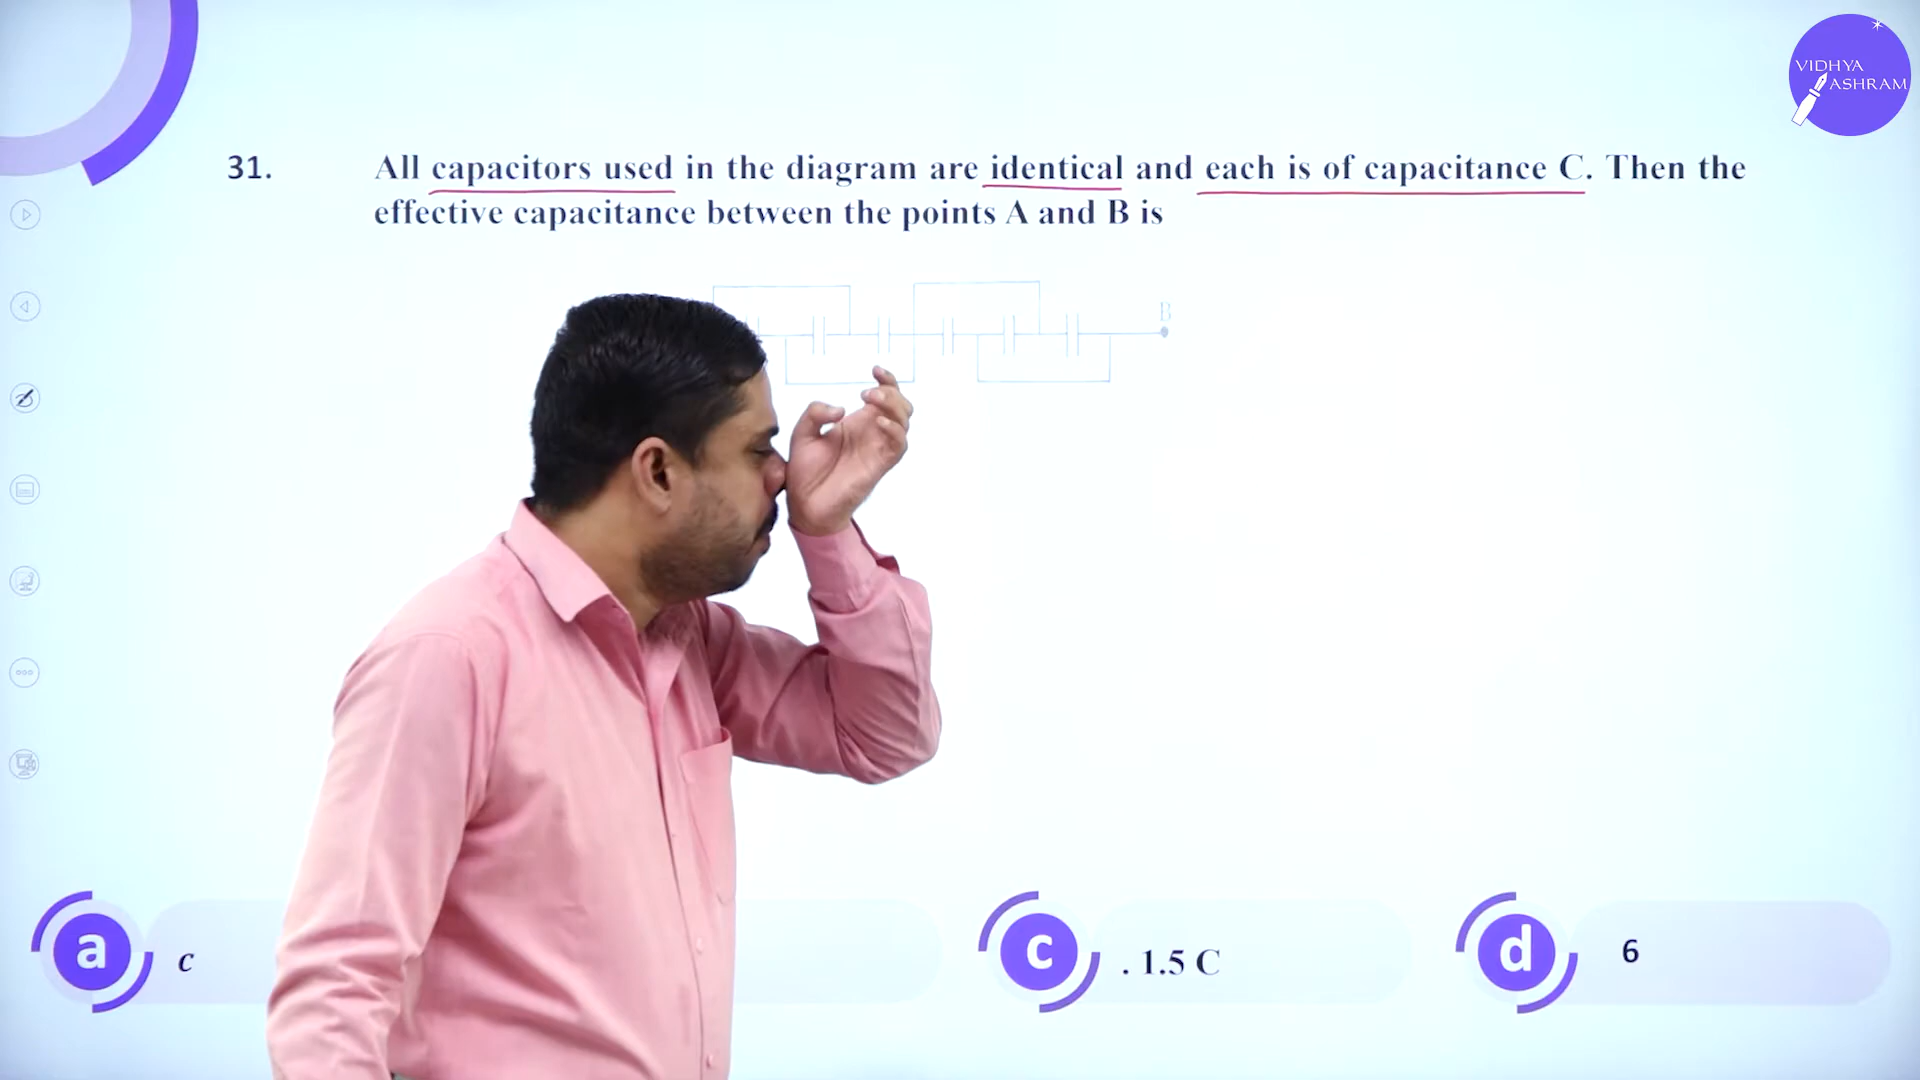 VIDHYA
ASHRAM
31. All capacitors used in the diagram are identical and each is of capacitance C. Then the
effective capacitance between the points A and B is
B
a c
c . 1.5 C
d 6